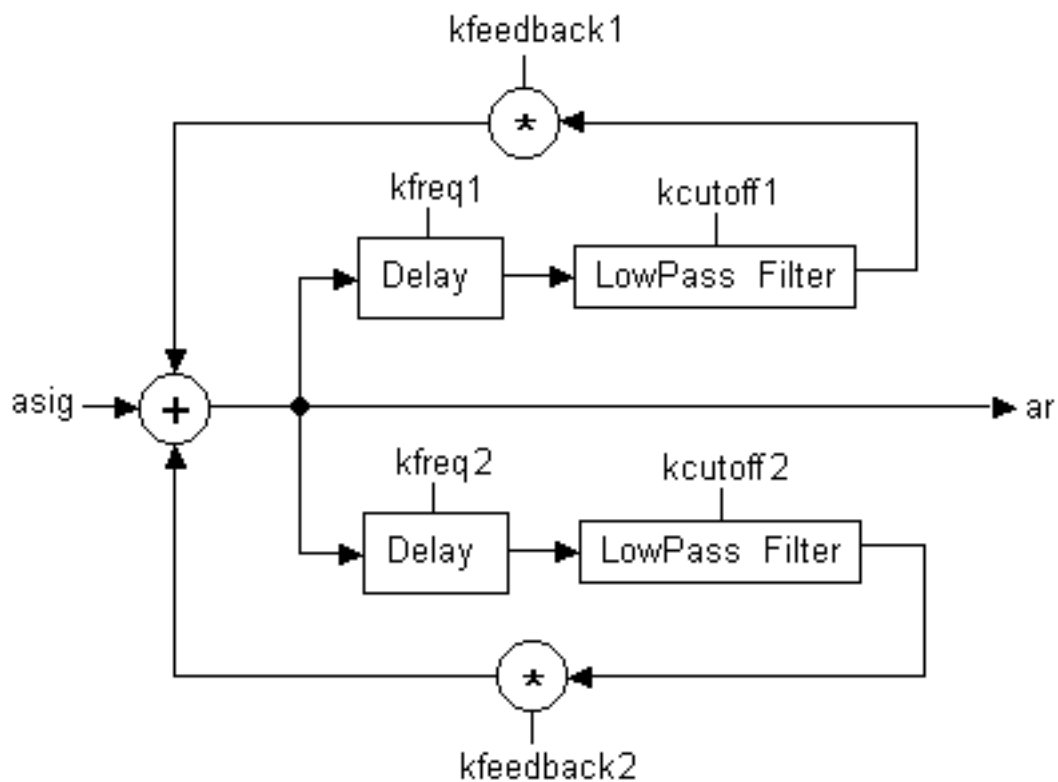 kfeedback1
*
kfreq1
kcutoff1
Delay
LowPass Filter
asig
+
ar
kfreq2
kcutoff2
Delay
LowPass Filter
*
kfeedback2